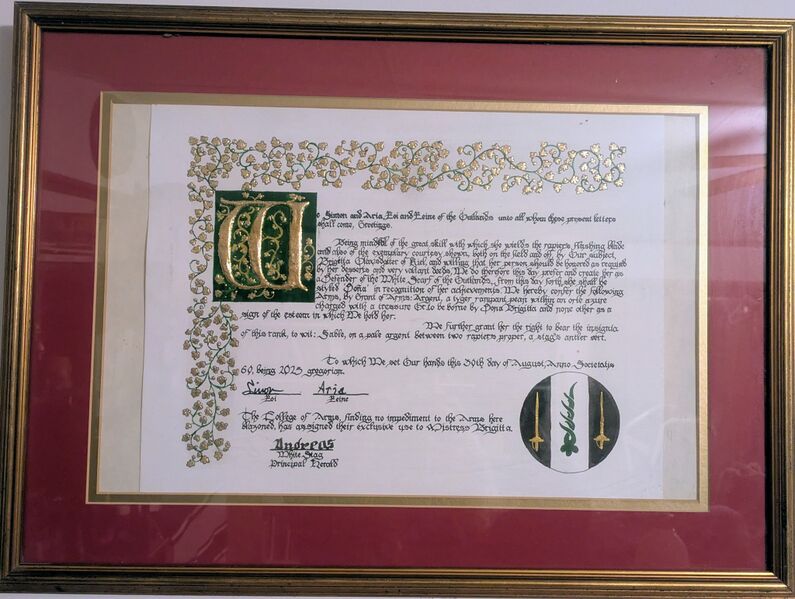 We Simon and Aria, Roi and Reine of the Outlands unto all whom these present letters
shall come, Greetings.
Being mindful of the great skill with which she wields the rapier's flashing blade
and also of the exemplary courtesy shown, both on the field and off, by Our subject,
Brigitta Olavsdatter of Kiel, and willing that her person should be honored as required
by her desserts and very valiant deeds, We do therefore this day prefer and create her as
a Defender of the White Scarf of the Outlands, from this day forth, she shall be
styled Doña in recognition of her achievements. We hereby confer the following
Arms, by Grant of Arms: Argent, a tyger rampant pean within an orle azure
charged with a tressure Or to be borne by Doña Brigitta and none other as a
sign of the esteem in which We hold her.
We further grant her the right to bear the insignia
of this rank, to wit: Sable, on a pale argent between two rapiers proper, a stag's antler vert.
To which We set Our hands this 30th day of August, Anno Societatis
60, being 2025 gregorian.
Simon Aria
Roi Reine
The College of Arms, finding no impediment to the Arms here
blazoned, has assigned their exclusive use to Mistress Brigitta.
Andreas
White Stag
Principal Herald